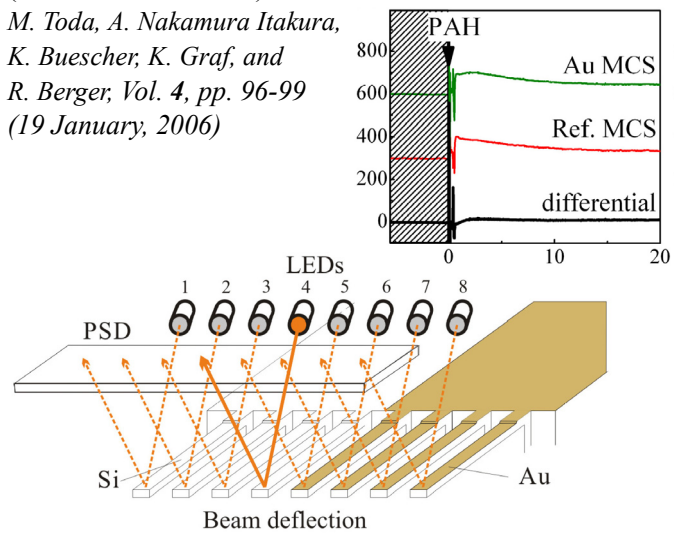 M. Toda, A. Nakamura Itakura,
K. Buescher, K. Graf, and
R. Berger, Vol. 4, pp. 96-99
(19 January, 2006)
PAH
800
600
400
200
0
Au MCS
Ref. MCS
differential
0 10 20
LEDs
1 2 3 4 5 6 7 8
PSD
Si
Au
Beam deflection